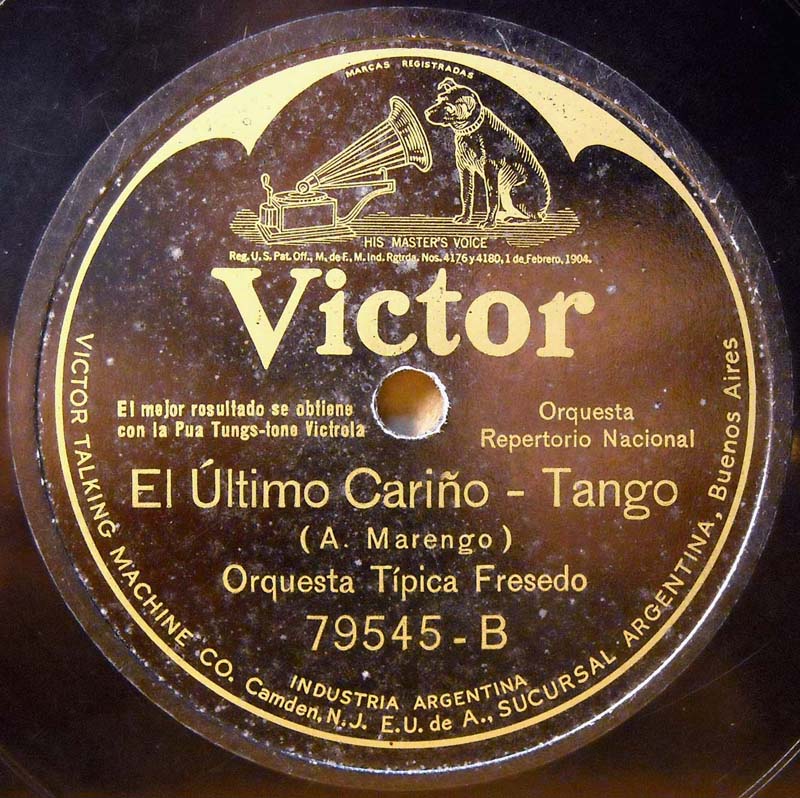 MARCAS REGISTRADAS
HIS MASTER'S VOICE
Reg. U.S. Pat. Off., M. de F., M. Ind. Rgtrda. Nos. 4176 y 4180, 1 de Febrero, 1904.
Victor
El mejor rosultado se obtiene
con la Pua Tungs-tone Victrola
Orquesta
Repertorio Nacional
El Último Cariño - Tango
(A. Marengo)
Orquesta Típica Fresedo
79545-B
INDUSTRIA ARGENTINA
VICTOR TALKING MACHINE CO. Camden, N.J. E.U. de A., SUCURSAL ARGENTINA, Buenos Aires